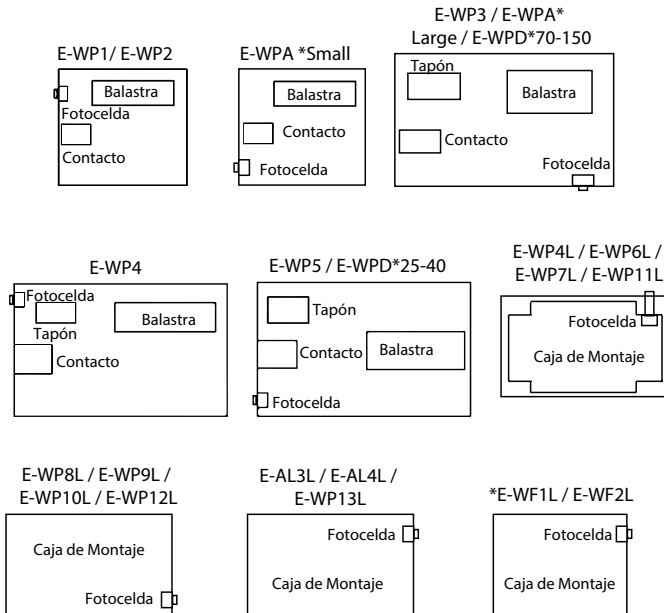 E-WP1/ E-WP2
Balastra
Fotocelda
Contacto
E-WPA *Small
Balastra
Contacto
Fotocelda
E-WP3 / E-WPA*
Large / E-WPD*70-150
Tapón
Balastra
Contacto
Fotocelda
E-WP4
Fotocelda
Tapón
Balastra
Contacto
E-WP5 / E-WPD*25-40
Tapón
Contacto
Balastra
Fotocelda
E-WP4L / E-WP6L /
E-WP7L / E-WP11L
Fotocelda
Caja de Montaje
E-WP8L / E-WP9L /
E-WP10L / E-WP12L
Caja de Montaje
Fotocelda
E-AL3L / E-AL4L /
E-WP13L
Fotocelda
Caja de Montaje
*E-WF1L / E-WF2L
Fotocelda
Caja de Montaje